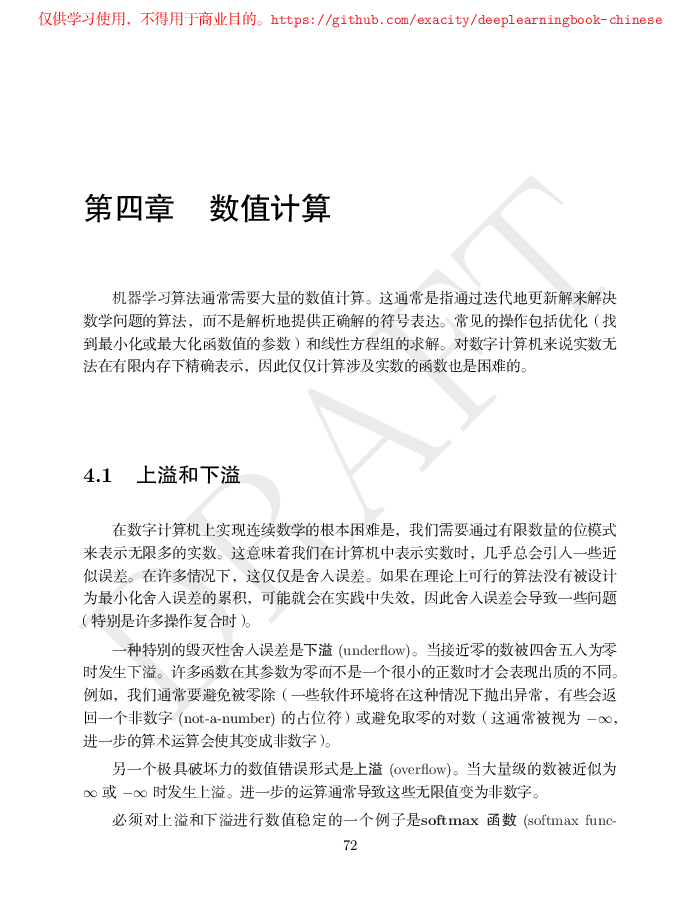 仅供学习使用，不得用于商业目的。https://github.com/exacity/deeplearningbook-chinese
第四章 数值计算
机器学习算法通常需要大量的数值计算。这通常是指通过迭代地更新解来解决
数学问题的算法，而不是解析地提供正确解的符号表达。常见的操作包括优化（找
到最小化或最大化函数值的参数）和线性方程组的求解。对数字计算机来说实数无
法在有限内存下精确表示，因此仅仅计算涉及实数的函数也是困难的。
4.1 上溢和下溢
在数字计算机上实现连续数学的根本困难是，我们需要通过有限数量的位模式
来表示无限多的实数。这意味着我们在计算机中表示实数时，几乎总会引入一些近
似误差。在许多情况下，这仅仅是舍入误差。如果在理论上可行的算法没有被设计
为最小化舍入误差的累积，可能就会在实践中失效，因此舍入误差会导致一些问题
（特别是许多操作复合时）。
一种特别的毁灭性舍入误差是下溢 (underflow)。当接近零的数被四舍五入为零
时发生下溢。许多函数在其参数为零而不是一个很小的正数时才会表现出质的不同。
例如，我们通常要避免被零除（一些软件环境将在这种情况下抛出异常，有些会返
回一个非数字 (not-a-number) 的占位符）或避免取零的对数（这通常被视为 −∞，
进一步的算术运算会使其变成非数字）。
另一个极具破坏力的数值错误形式是上溢 (overflow)。当大量级的数被近似为
∞ 或 −∞ 时发生上溢。进一步的运算通常导致这些无限值变为非数字。
必须对上溢和下溢进行数值稳定的一个例子是softmax 函数 (softmax func-
72
DRAFT